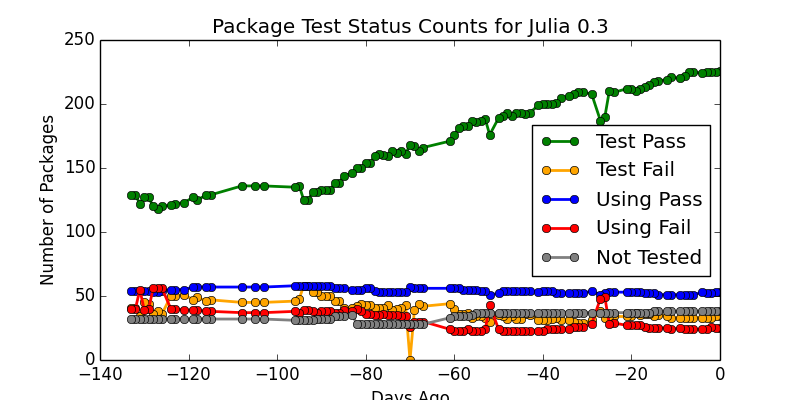 Package Test Status Counts for Julia 0.3
250
200
150
100
50
0
Number of Packages
Test Pass
Test Fail
Using Pass
Using Fail
Not Tested
−140 −120 −100 −80 −60 −40 −20 0
Days Ago